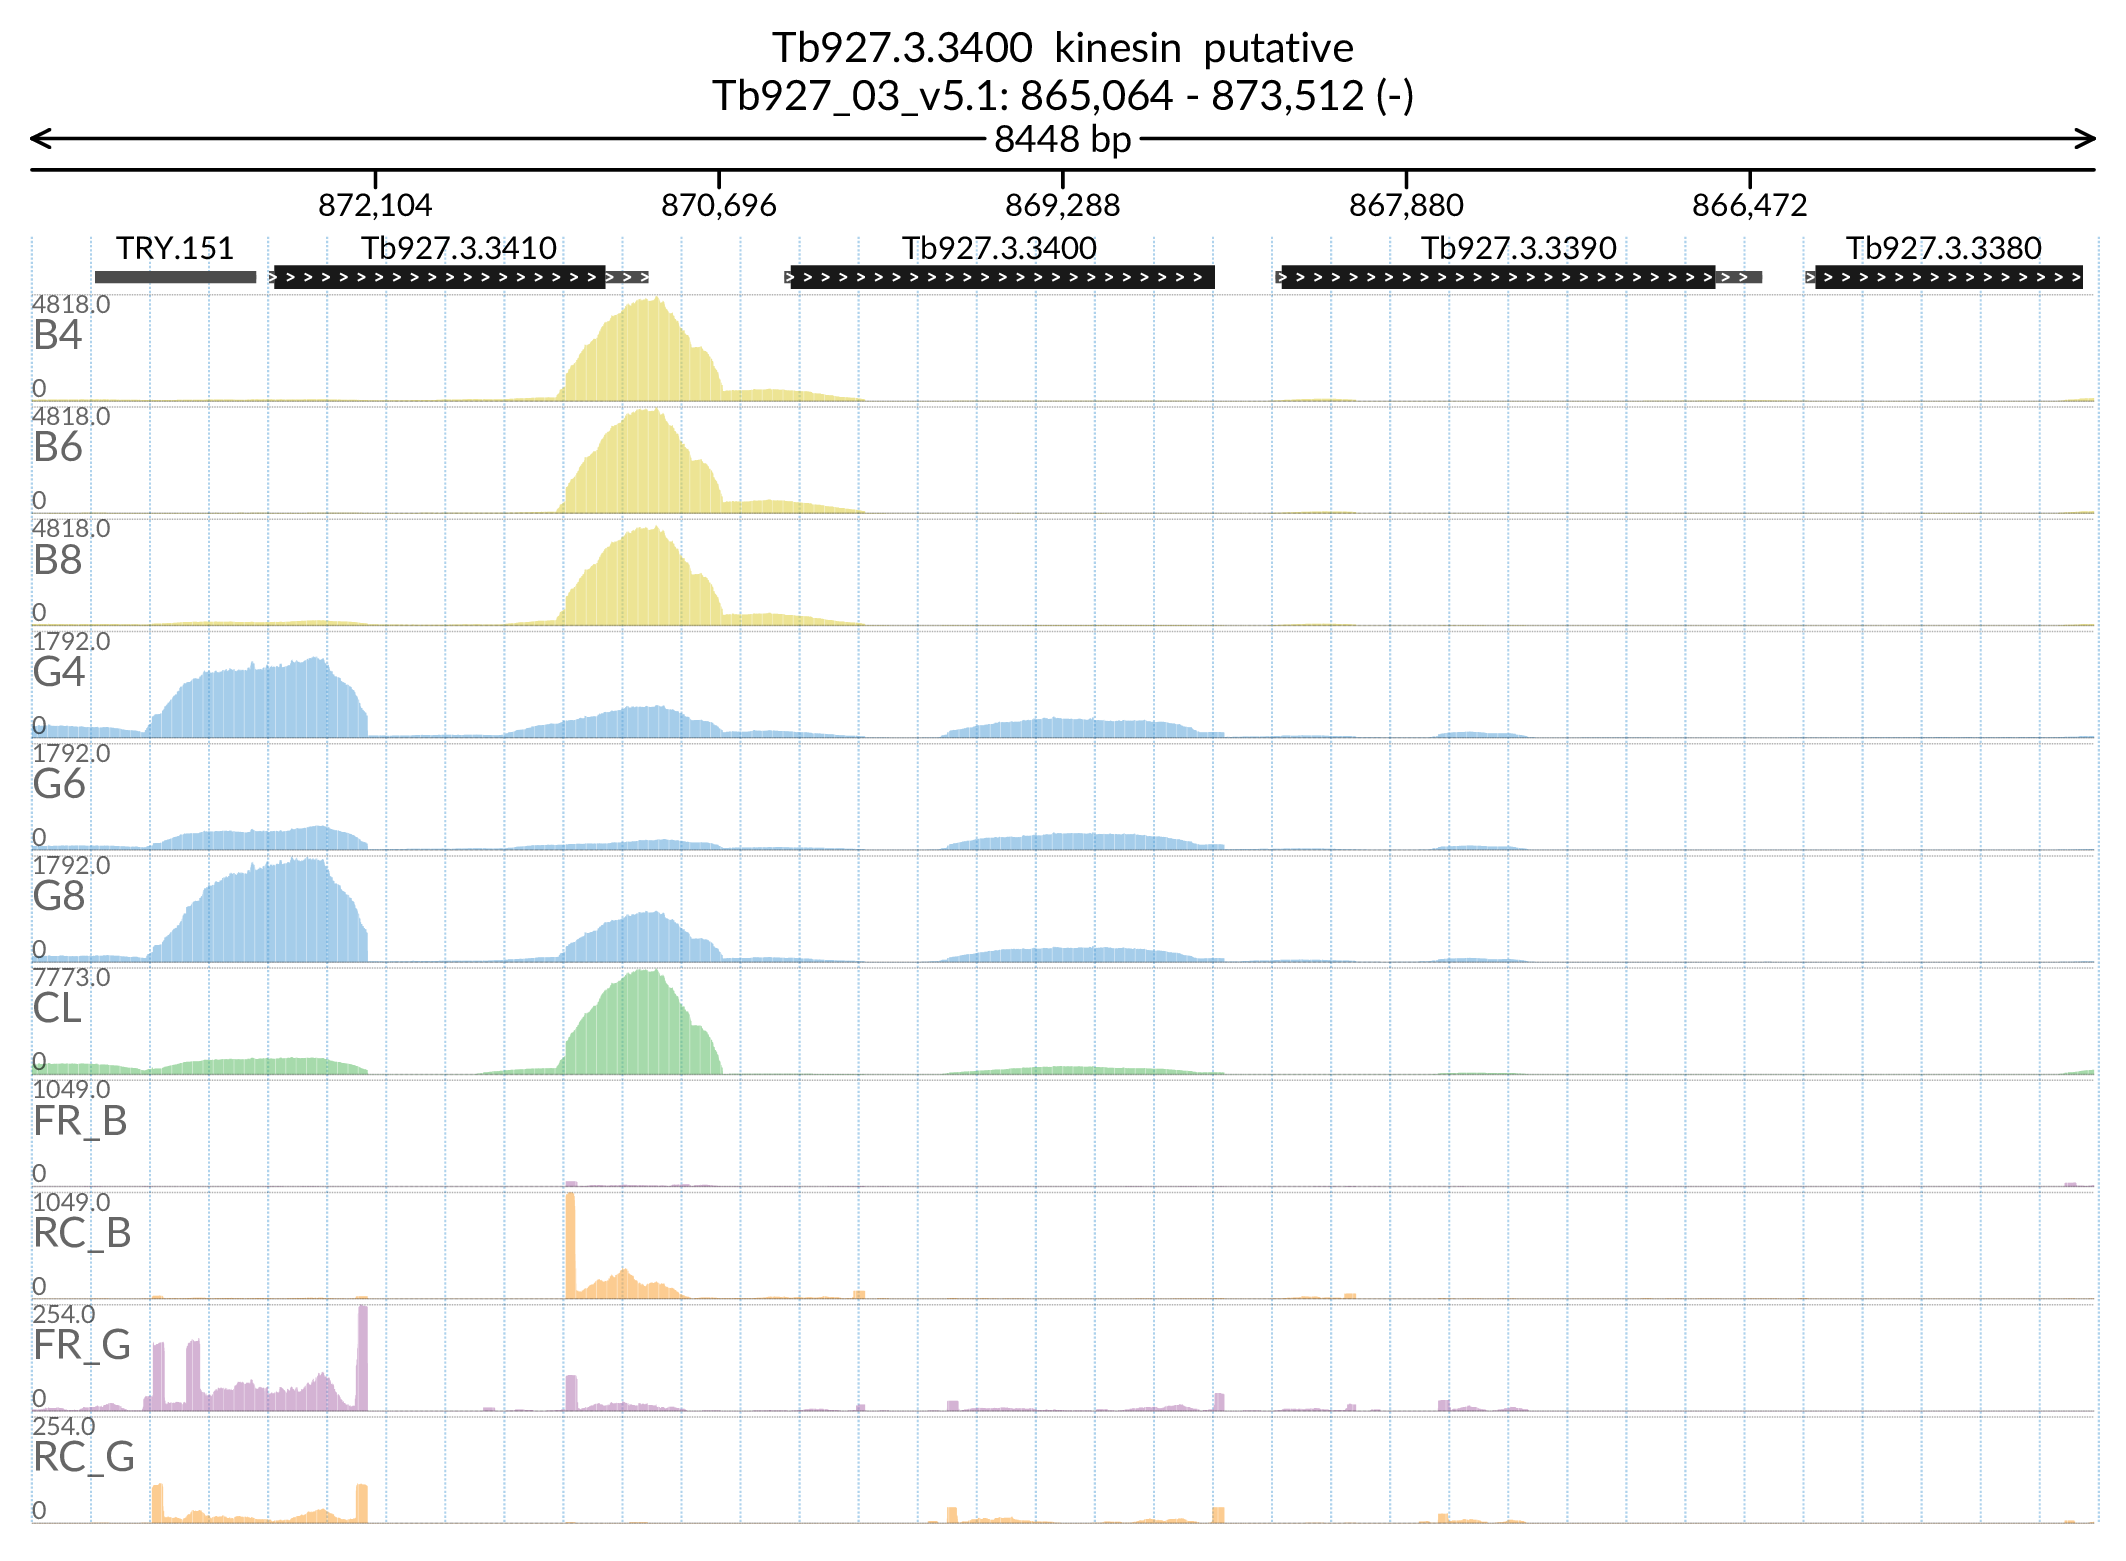 Tb927.3.3400 kinesin putative
Tb927_03_v5.1: 865,064 - 873,512 (-)
8448 bp
872,104 870,696 869,288 867,880 866,472
TRY.151 Tb927.3.3410 Tb927.3.3400 Tb927.3.3390 Tb927.3.3380
4818.0
B4
0
4818.0
B6
0
4818.0
B8
0
1792.0
G4
0
1792.0
G6
0
1792.0
G8
0
7773.0
CL
0
1049.0
FR_B
0
1049.0
RC_B
0
254.0
FR_G
0
254.0
RC_G
0